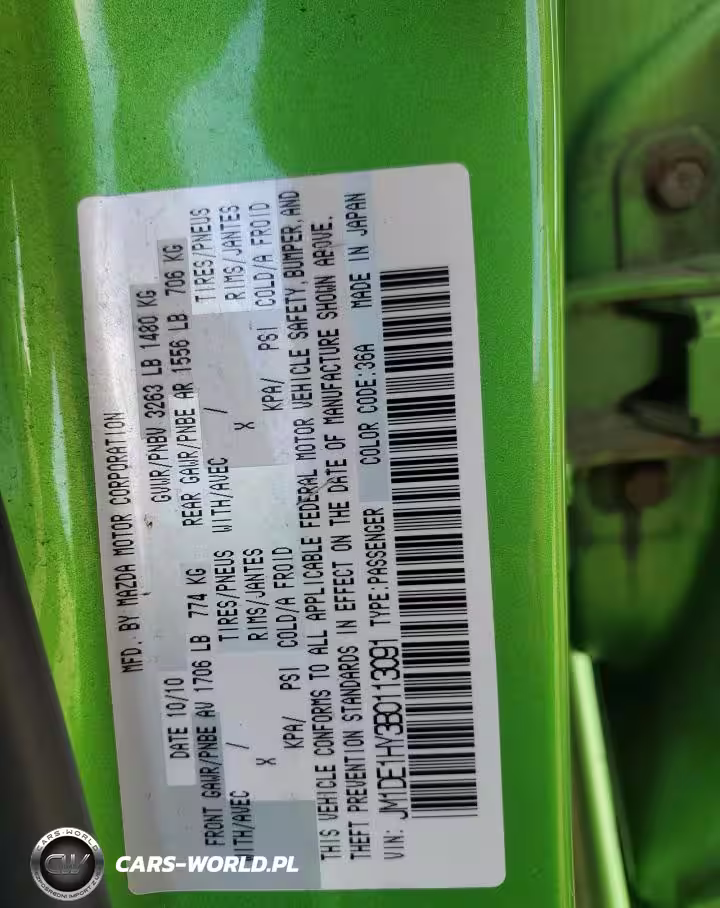 MFD. BY MAZDA MOTOR CORPORATION
DATE 10/10 GVWR/PNBV 3263 LB 1480 KG
FRONT GAWR/PNBE AV 1706 LB 774 KG REAR GAWR/PNBE AR 1556 LB 706 KG
WITH/AVEC / TIRES/PNEUS WITH/AVEC / TIRES/PNEUS
X RIMS/JANTES X RIMS/JANTES
KPA/ PSI COLD/A FROID KPA/ PSI COLD/A FROID
THIS VEHICLE CONFORMS TO ALL APPLICABLE FEDERAL MOTOR VEHICLE SAFETY, BUMPER, AND
THEFT PREVENTION STANDARDS IN EFFECT ON THE DATE OF MANUFACTURE SHOWN ABOVE.
VIN: JM1DE1HY3B0113091 TYPE:PASSENGER COLOR CODE:36A MADE IN JAPAN
CARS-WORLD
CW
CARS-WORLD.PL